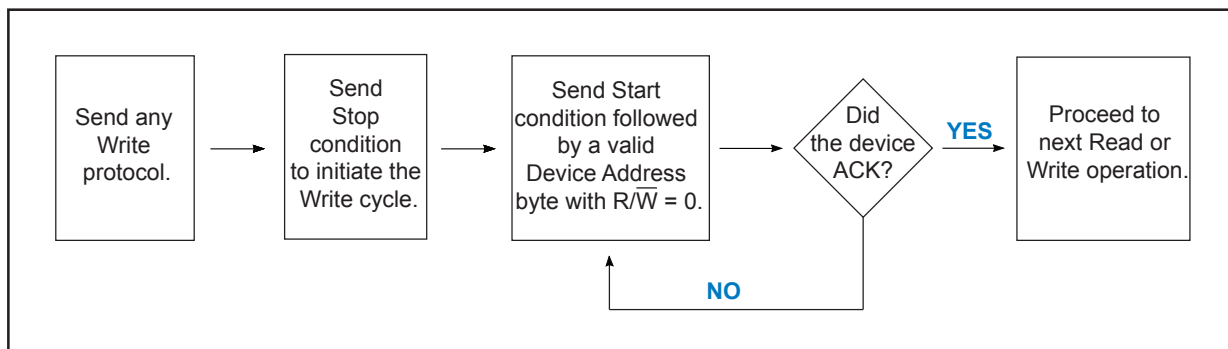 Send any
Write
protocol.
Send
Stop
condition
to initiate the
Write cycle.
Send Start
condition followed
by a valid
Device Address
byte with R/W̅ = 0.
Did
the device
ACK?
YES
Proceed to
next Read or
Write operation.
NO